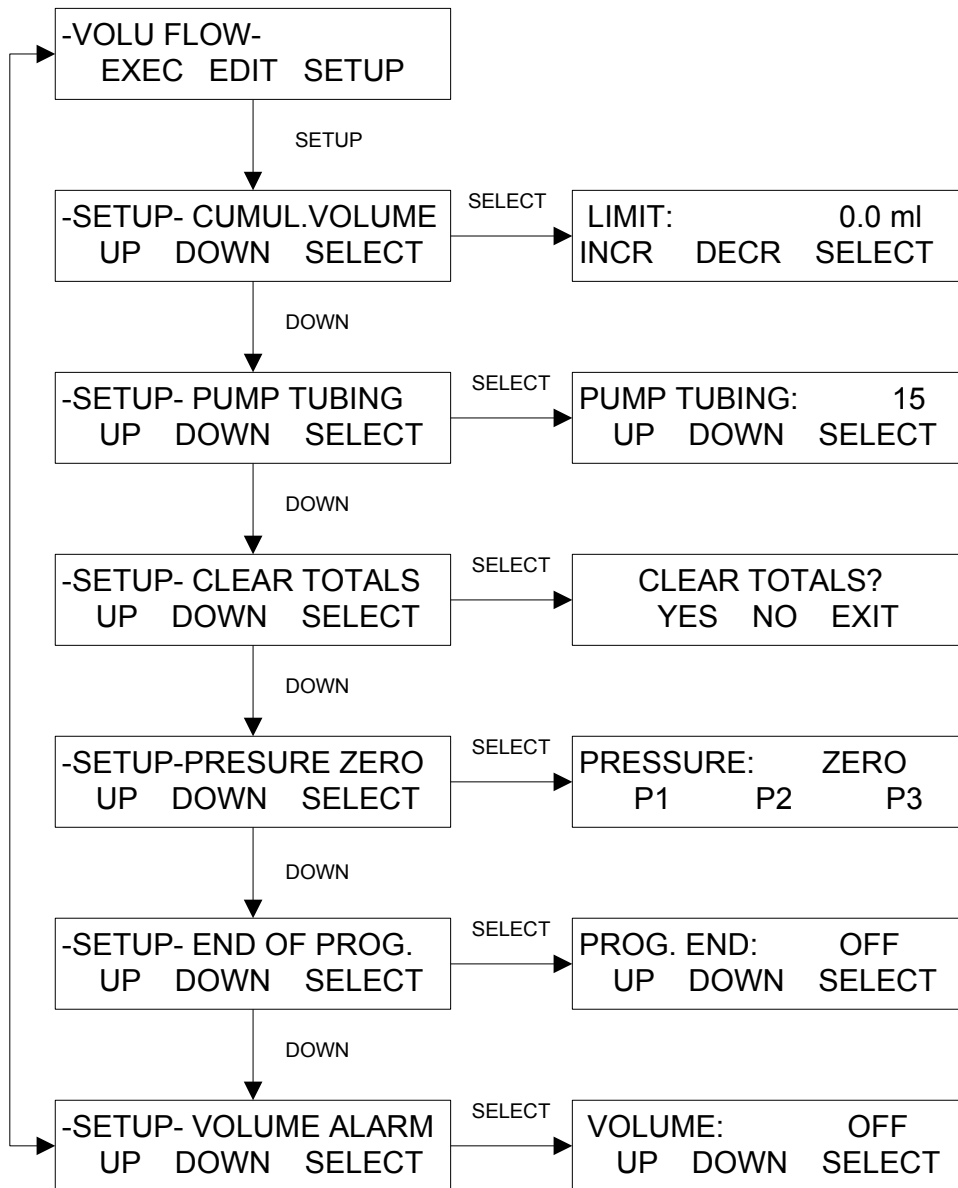 -VOLU FLOW-
EXEC EDIT SETUP
SETUP
-SETUP- CUMUL.VOLUME
UP DOWN SELECT
SELECT
LIMIT: 0.0 ml
INCR DECR SELECT
DOWN
-SETUP- PUMP TUBING
UP DOWN SELECT
SELECT
PUMP TUBING: 15
UP DOWN SELECT
DOWN
-SETUP- CLEAR TOTALS
UP DOWN SELECT
SELECT
CLEAR TOTALS?
YES NO EXIT
DOWN
-SETUP-PRESURE ZERO
UP DOWN SELECT
SELECT
PRESSURE: ZERO
P1 P2 P3
DOWN
-SETUP- END OF PROG.
UP DOWN SELECT
SELECT
PROG. END: OFF
UP DOWN SELECT
DOWN
-SETUP- VOLUME ALARM
UP DOWN SELECT
SELECT
VOLUME: OFF
UP DOWN SELECT